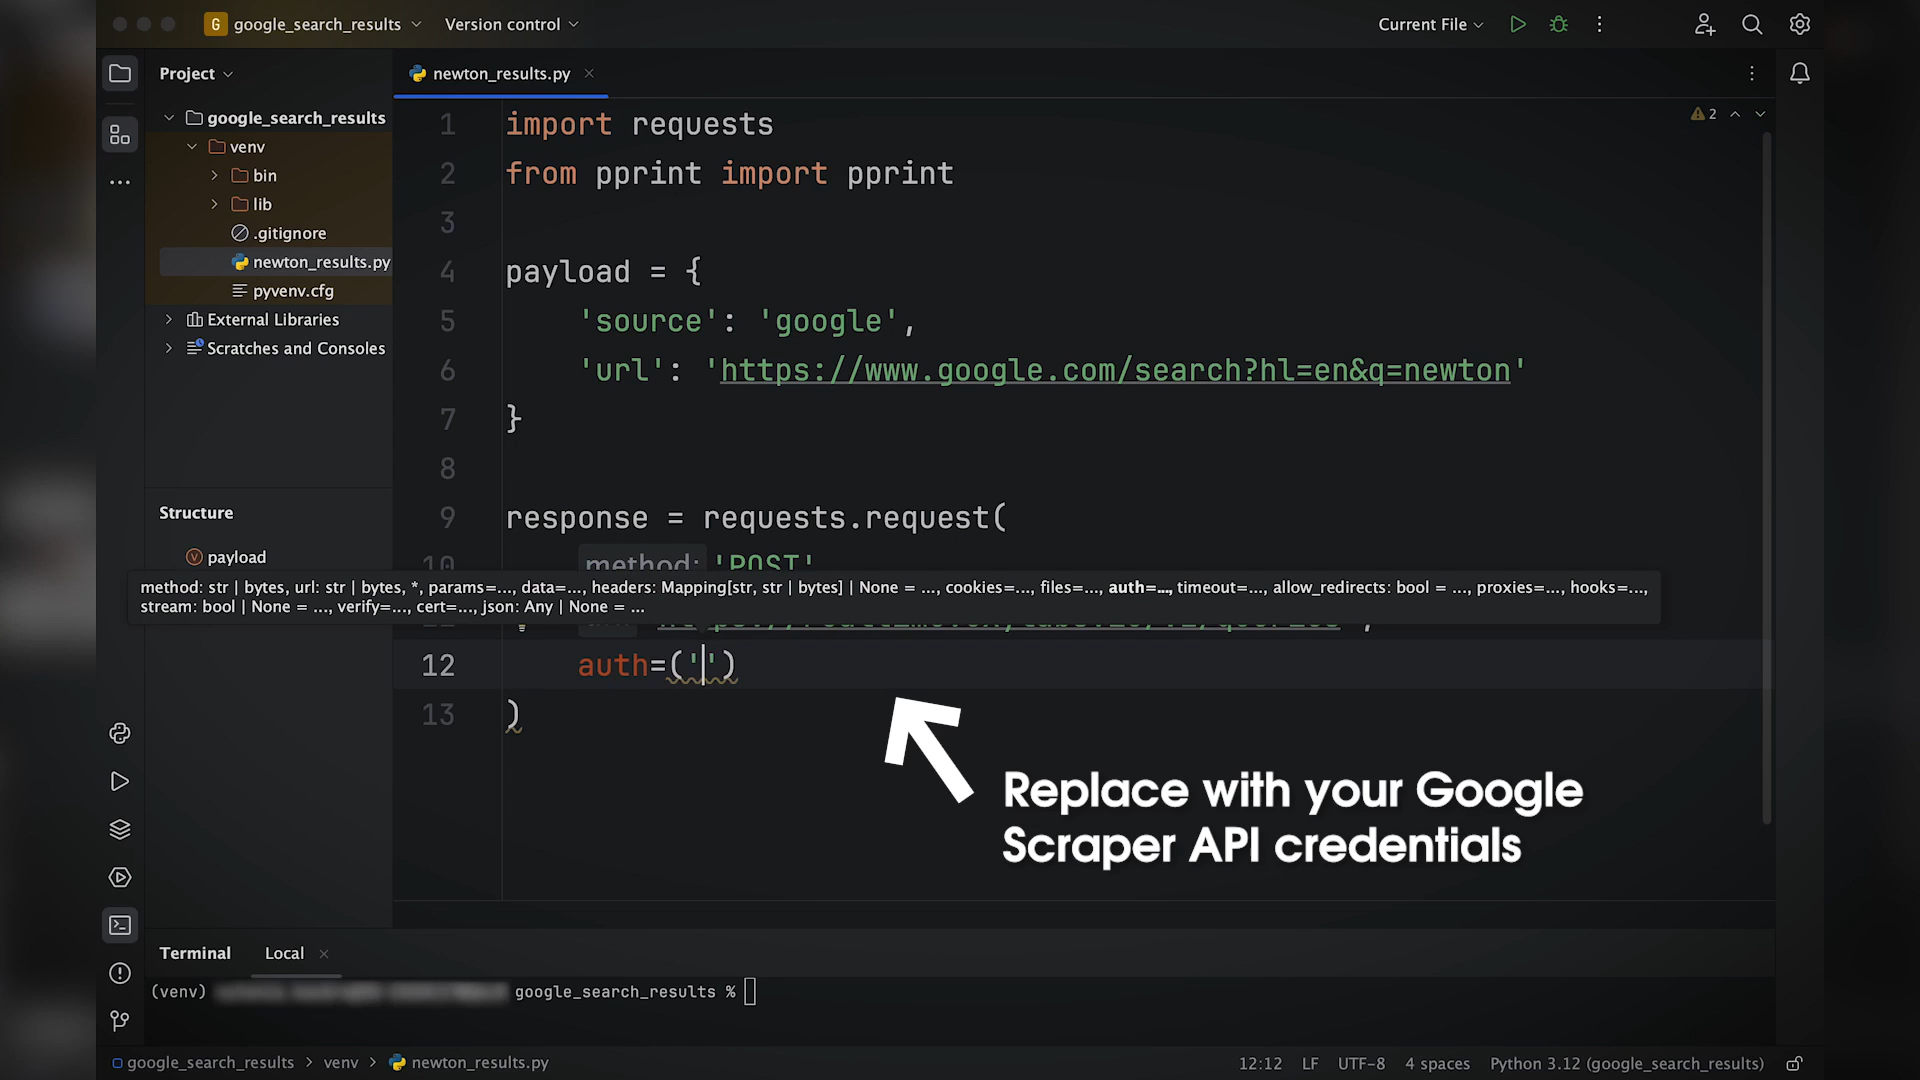 G google_search_results
Version control
Current File
Project
newton_results.py
2
google_search_results
venv
bin
lib
.gitignore
newton_results.py
pyvenv.cfg
External Libraries
Scratches and Consoles
Structure
payload
1 import requests
2 from pprint import pprint
3
4 payload = {
5 'source': 'google',
6 'url': 'https://www.google.com/search?hl=en&q=newton'
7 }
8
9 response = requests.request(
10 method: 'POST'
method: str | bytes, url: str | bytes, *, params=..., data=..., headers: Mapping[str, str | bytes] | None = ..., cookies=..., files=..., auth=..., timeout=..., allow_redirects: bool = ..., proxies=..., hooks=...,
stream: bool | None = ..., verify=..., cert=..., json: Any | None = ...
12 auth=('')
13 )
Replace with your Google
Scraper API credentials
Terminal
Local
(venv)
google_search_results %
google_search_results > venv > newton_results.py
12:12 LF UTF-8 4 spaces Python 3.12 (google_search_results)